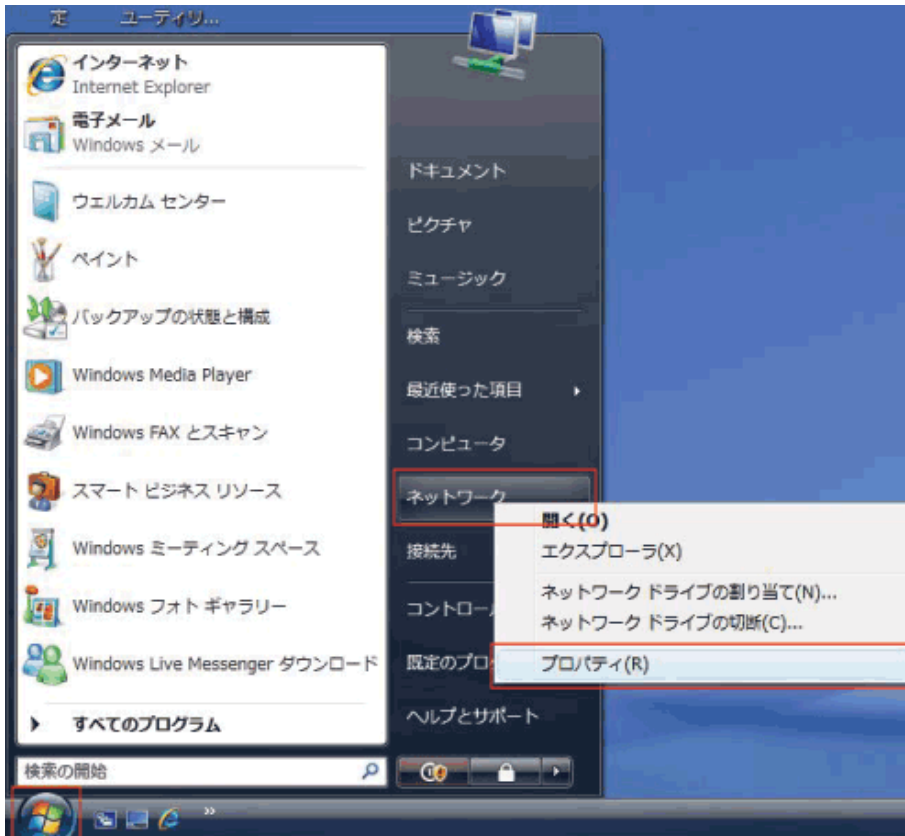 定 ユーティリ...
インターネット
Internet Explorer
電子メール
Windows メール
ウェルカム センター
ペイント
バックアップの状態と構成
Windows Media Player
Windows FAX とスキャン
スマート ビジネス リソース
Windows ミーティング スペース
Windows フォト ギャラリー
Windows Live Messenger ダウンロード
すべてのプログラム
検索の開始
ドキュメント
ピクチャ
ミュージック
検索
最近使った項目
コンピュータ
ネットワーク
接続先
コントロー
既定のプロ
ヘルプとサポート
開く(O)
エクスプローラ(X)
ネットワーク ドライブの割り当て(N)...
ネットワーク ドライブの切断(C)...
プロパティ(R)